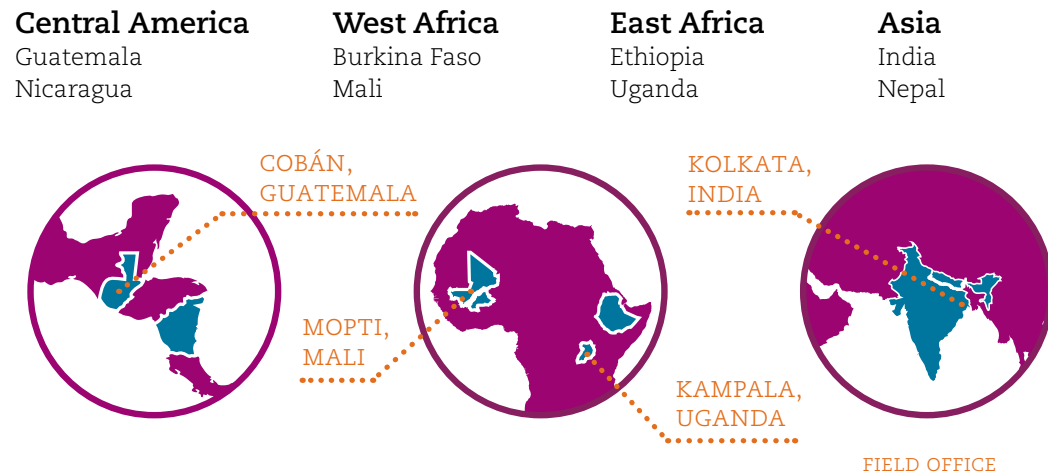 Central America
Guatemala
Nicaragua
West Africa
Burkina Faso
Mali
East Africa
Ethiopia
Uganda
Asia
India
Nepal
COBÁN,
GUATEMALA
KOLKATA,
INDIA
MOPTI,
MALI
KAMPALA,
UGANDA
FIELD OFFICE